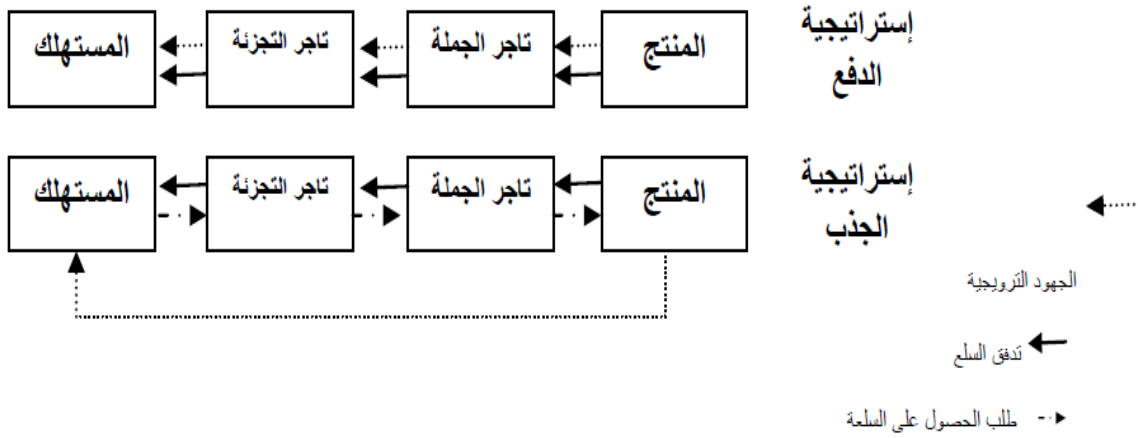 إستراتيجية
الدفع
المنتج
تاجر الجملة
تاجر التجزئة
المستهلك
إستراتيجية
الجذب
المنتج
تاجر الجملة
تاجر التجزئة
المستهلك
الجهود الترويجية
تدفق السلع
طلب الحصول على السلعة